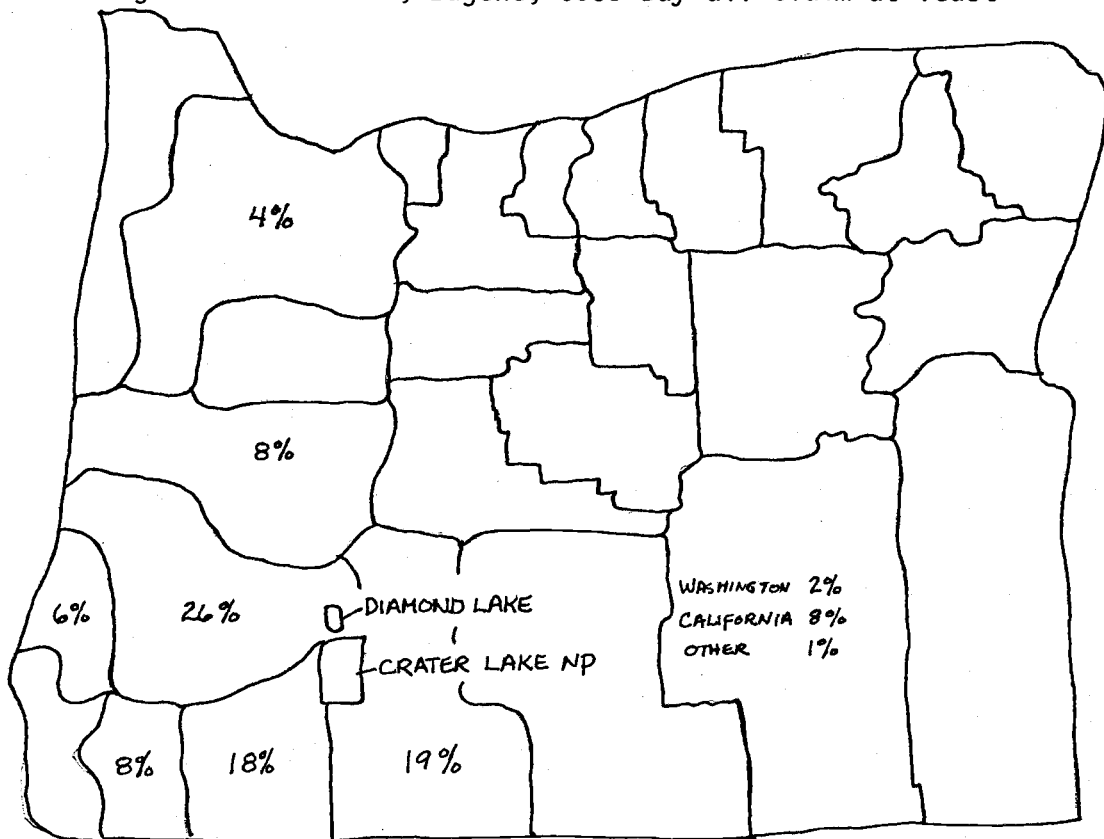 4%
8%
6%
26%
DIAMOND LAKE
CRATER LAKE NP
WASHINGTON 2%
CALIFORNIA 8%
OTHER 1%
8%
18%
19%